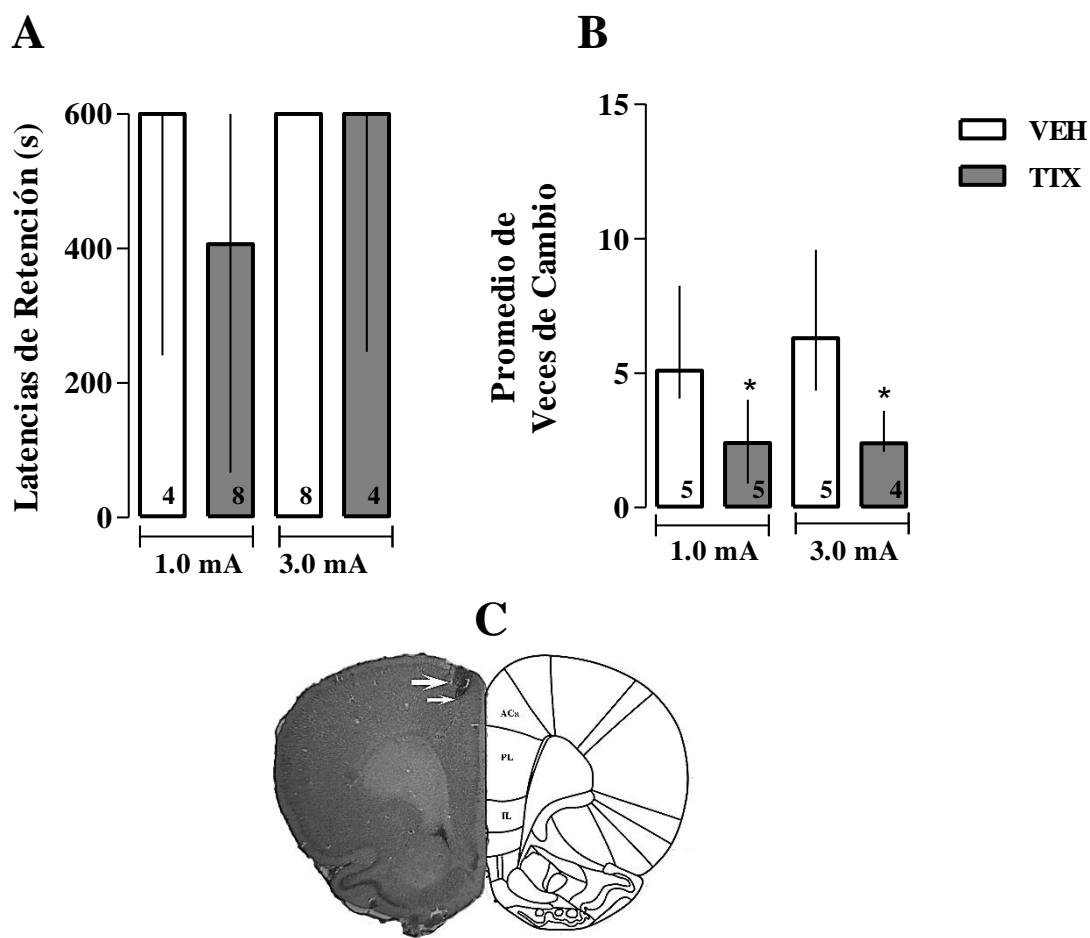 A
Latencias de Retención (s)
600
400
200
0
4
8
8
4
1.0 mA
3.0 mA
B
Promedio de
Veces de Cambio
15
10
5
0
5
5
5
4
*
*
1.0 mA
3.0 mA
VEH
TTX
C
ACa
PL
IL